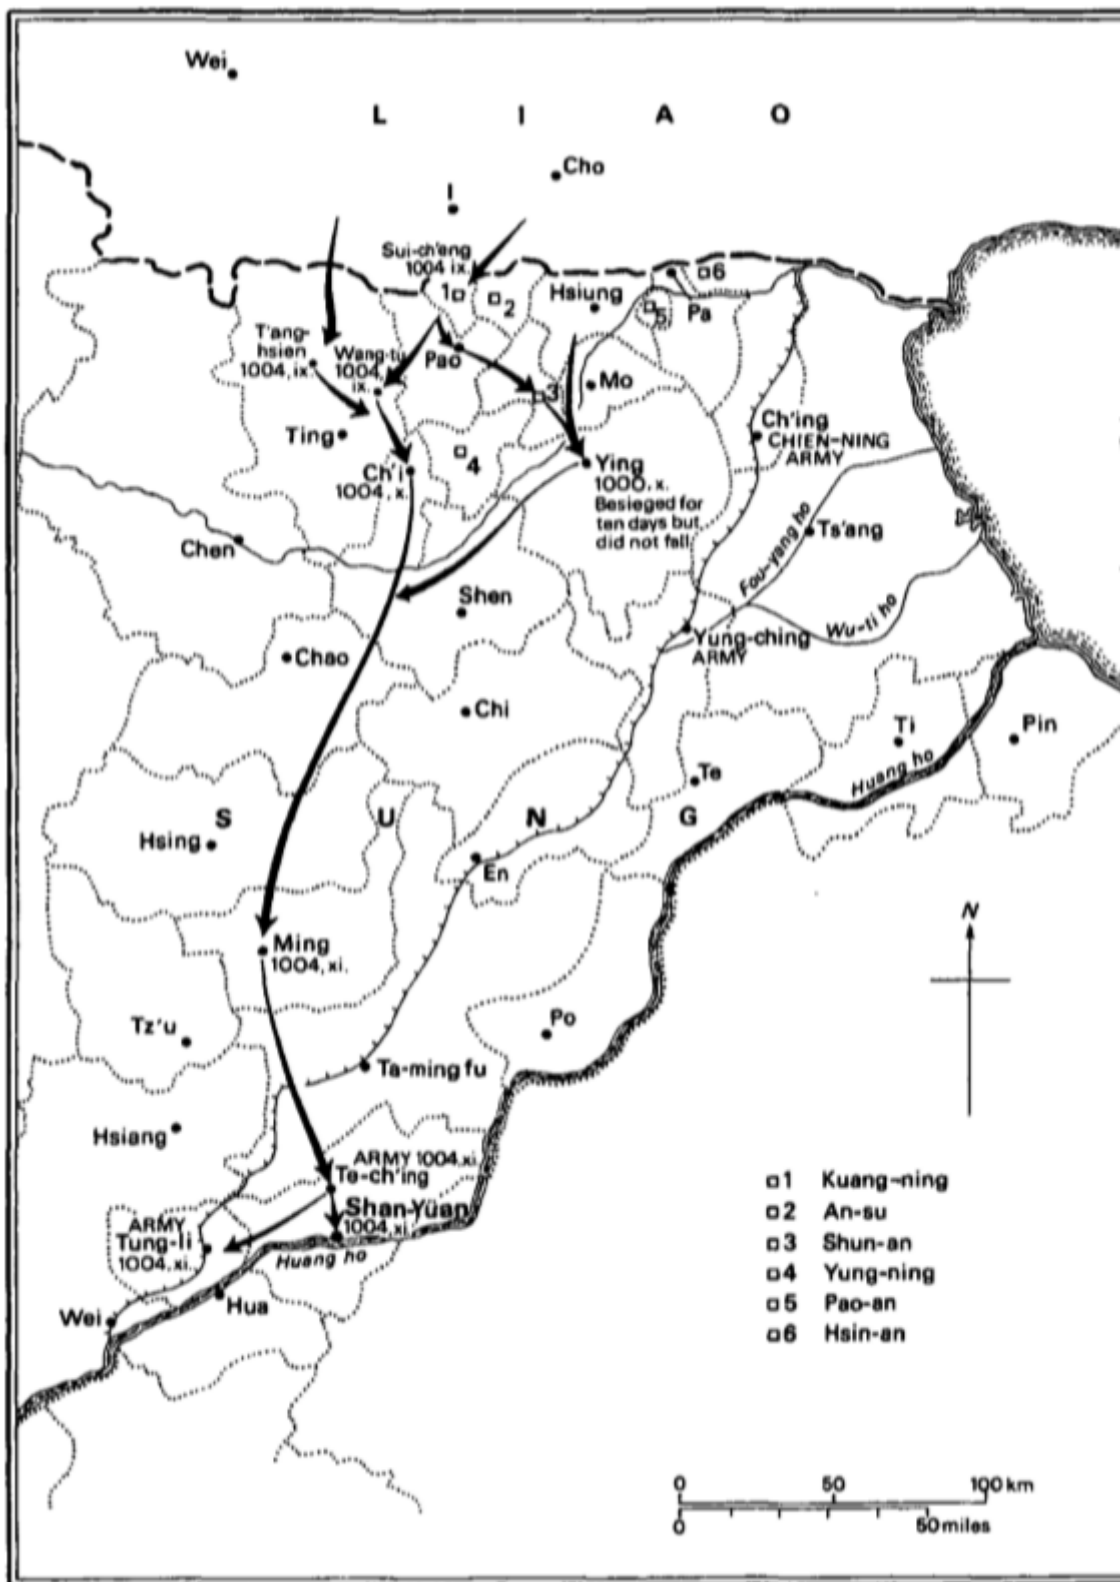 Wei
L I A O
Cho
I
Sui-ch'eng
1004 ix.
1
2
6
Hsiung
5
Pa
T'ang-
hsien
1004, ix.
Wang-tu
1004,
ix.
Pao
3
Mo
Ting
4
Ch'i
1004, x.
Ying
1000, x.
Besieged for
ten days but
did not fall
Ch'ing
CHIEN-NING
ARMY
Chen
Fou-yang ho
Ts'ang
Shen
Wu-ti ho
Yung-ching
ARMY
Chao
Chi
Ti
Pin
Huang ho
Te
S U N G
Hsing
En
Ming
1004, xi.
N
Tz'u
Po
Ta-ming fu
Hsiang
ARMY 1004.xi.
Te-ch'ing
Shan-Yüan
1004.xi.
ARMY
Tung-li
1004.xi.
Huang ho
Hua
Wei
1 Kuang-ning
2 An-su
3 Shun-an
4 Yung-ning
5 Pao-an
6 Hsin-an
0 50 100 km
0 50 miles